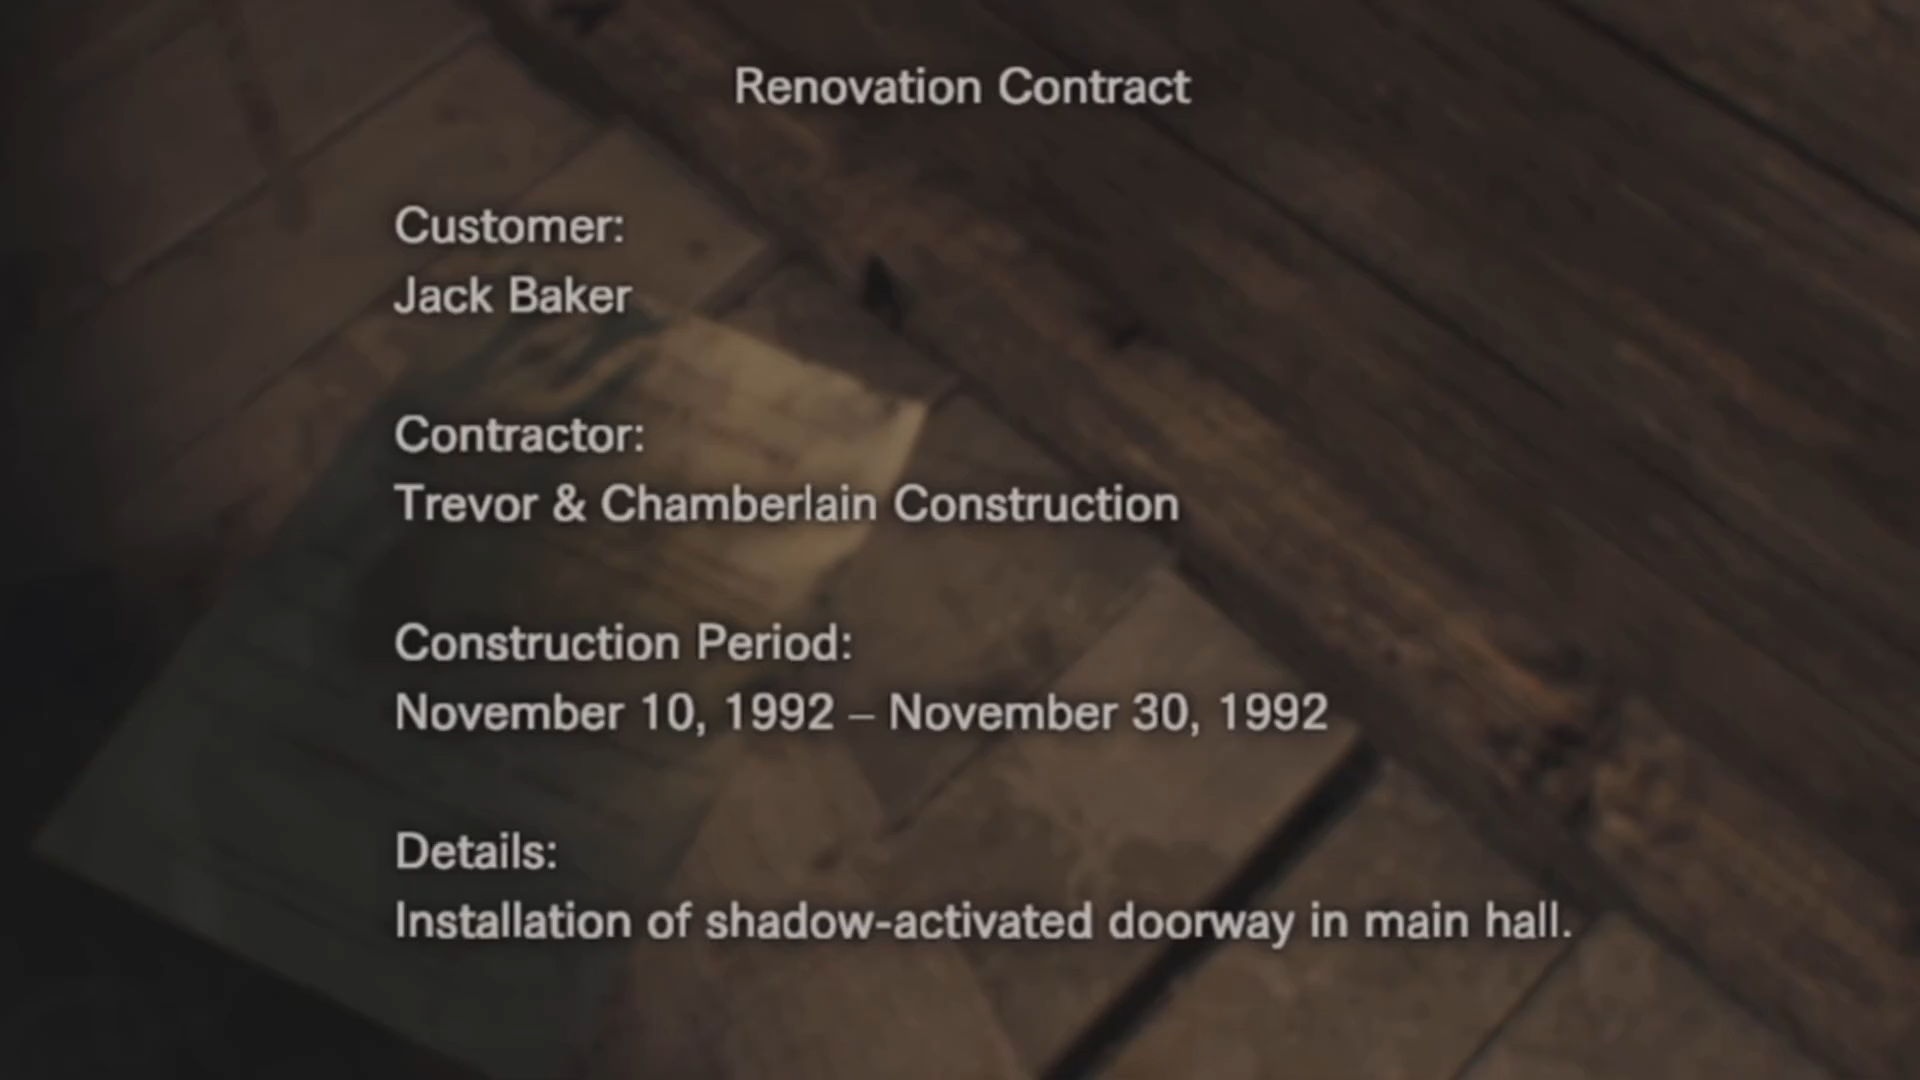 Renovation Contract
Customer:
Jack Baker
Contractor:
Trevor & Chamberlain Construction
Construction Period:
November 10, 1992 – November 30, 1992
Details:
Installation of shadow-activated doorway in main hall.